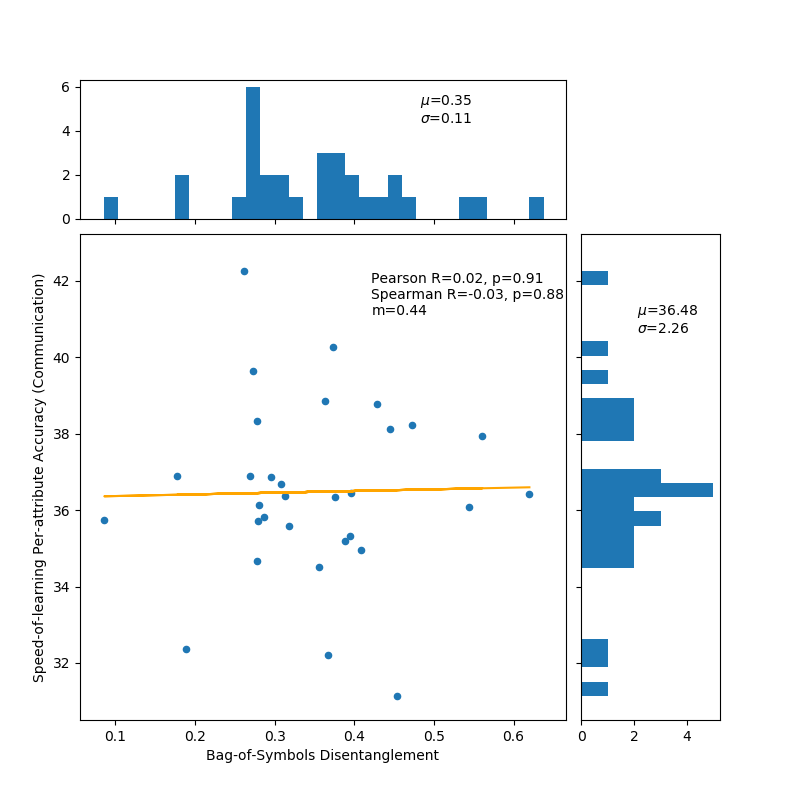 6
4
2
0
μ=0.35
σ=0.11
Speed-of-learning Per-attribute Accuracy (Communication)
42
40
38
36
34
32
Pearson R=0.02, p=0.91
Spearman R=-0.03, p=0.88
m=0.44
μ=36.48
σ=2.26
0.1 0.2 0.3 0.4 0.5 0.6
0 2 4
Bag-of-Symbols Disentanglement